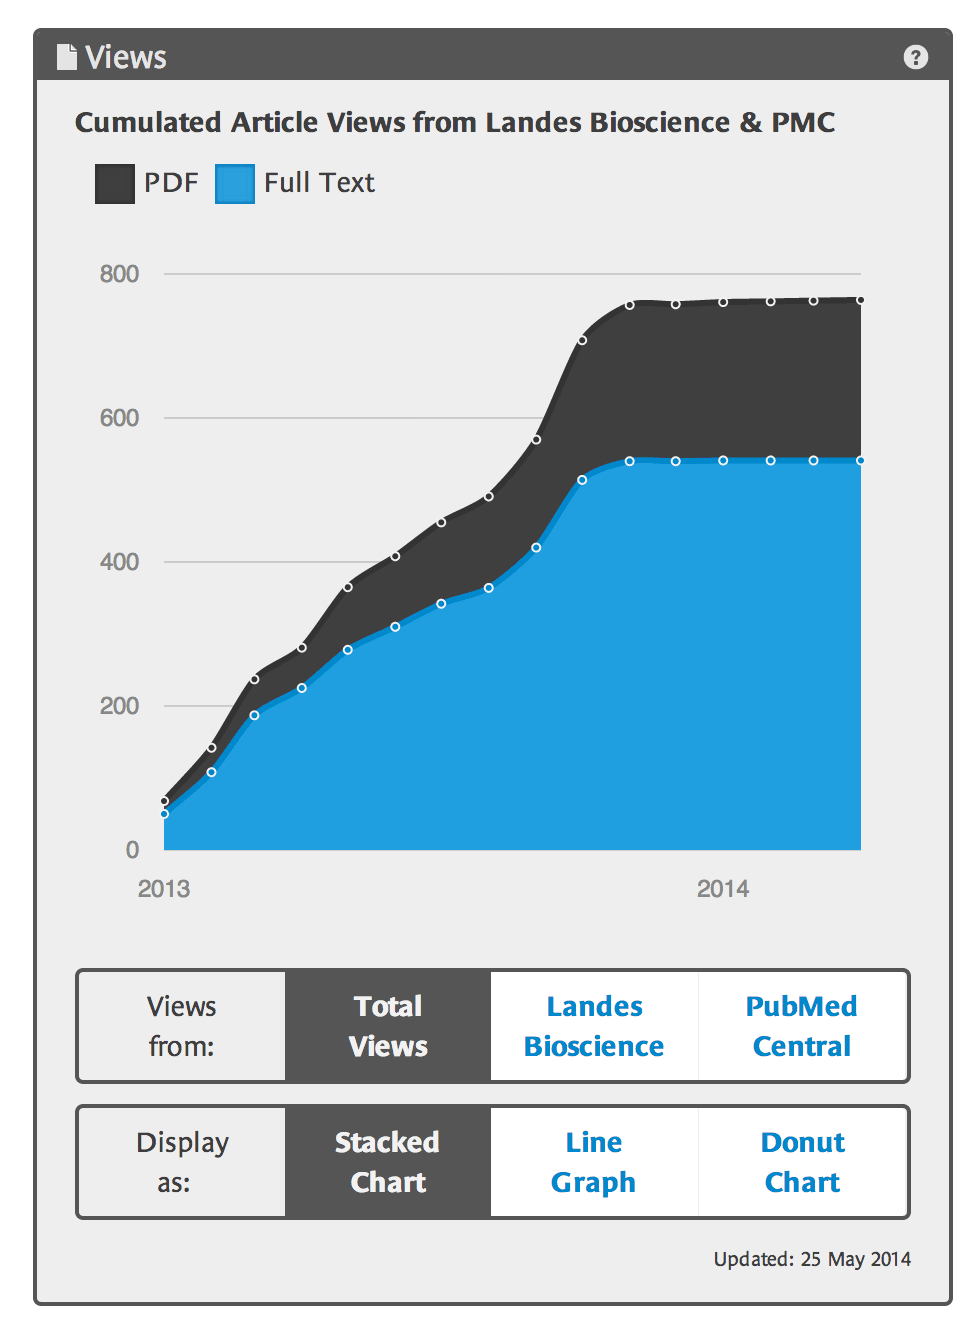 Views
?
Cumulated Article Views from Landes Bioscience & PMC
PDF Full Text
800
600
400
200
0
2013 2014
Views from:
Total Views
Landes Bioscience
PubMed Central
Display as:
Stacked Chart
Line Graph
Donut Chart
Updated: 25 May 2014